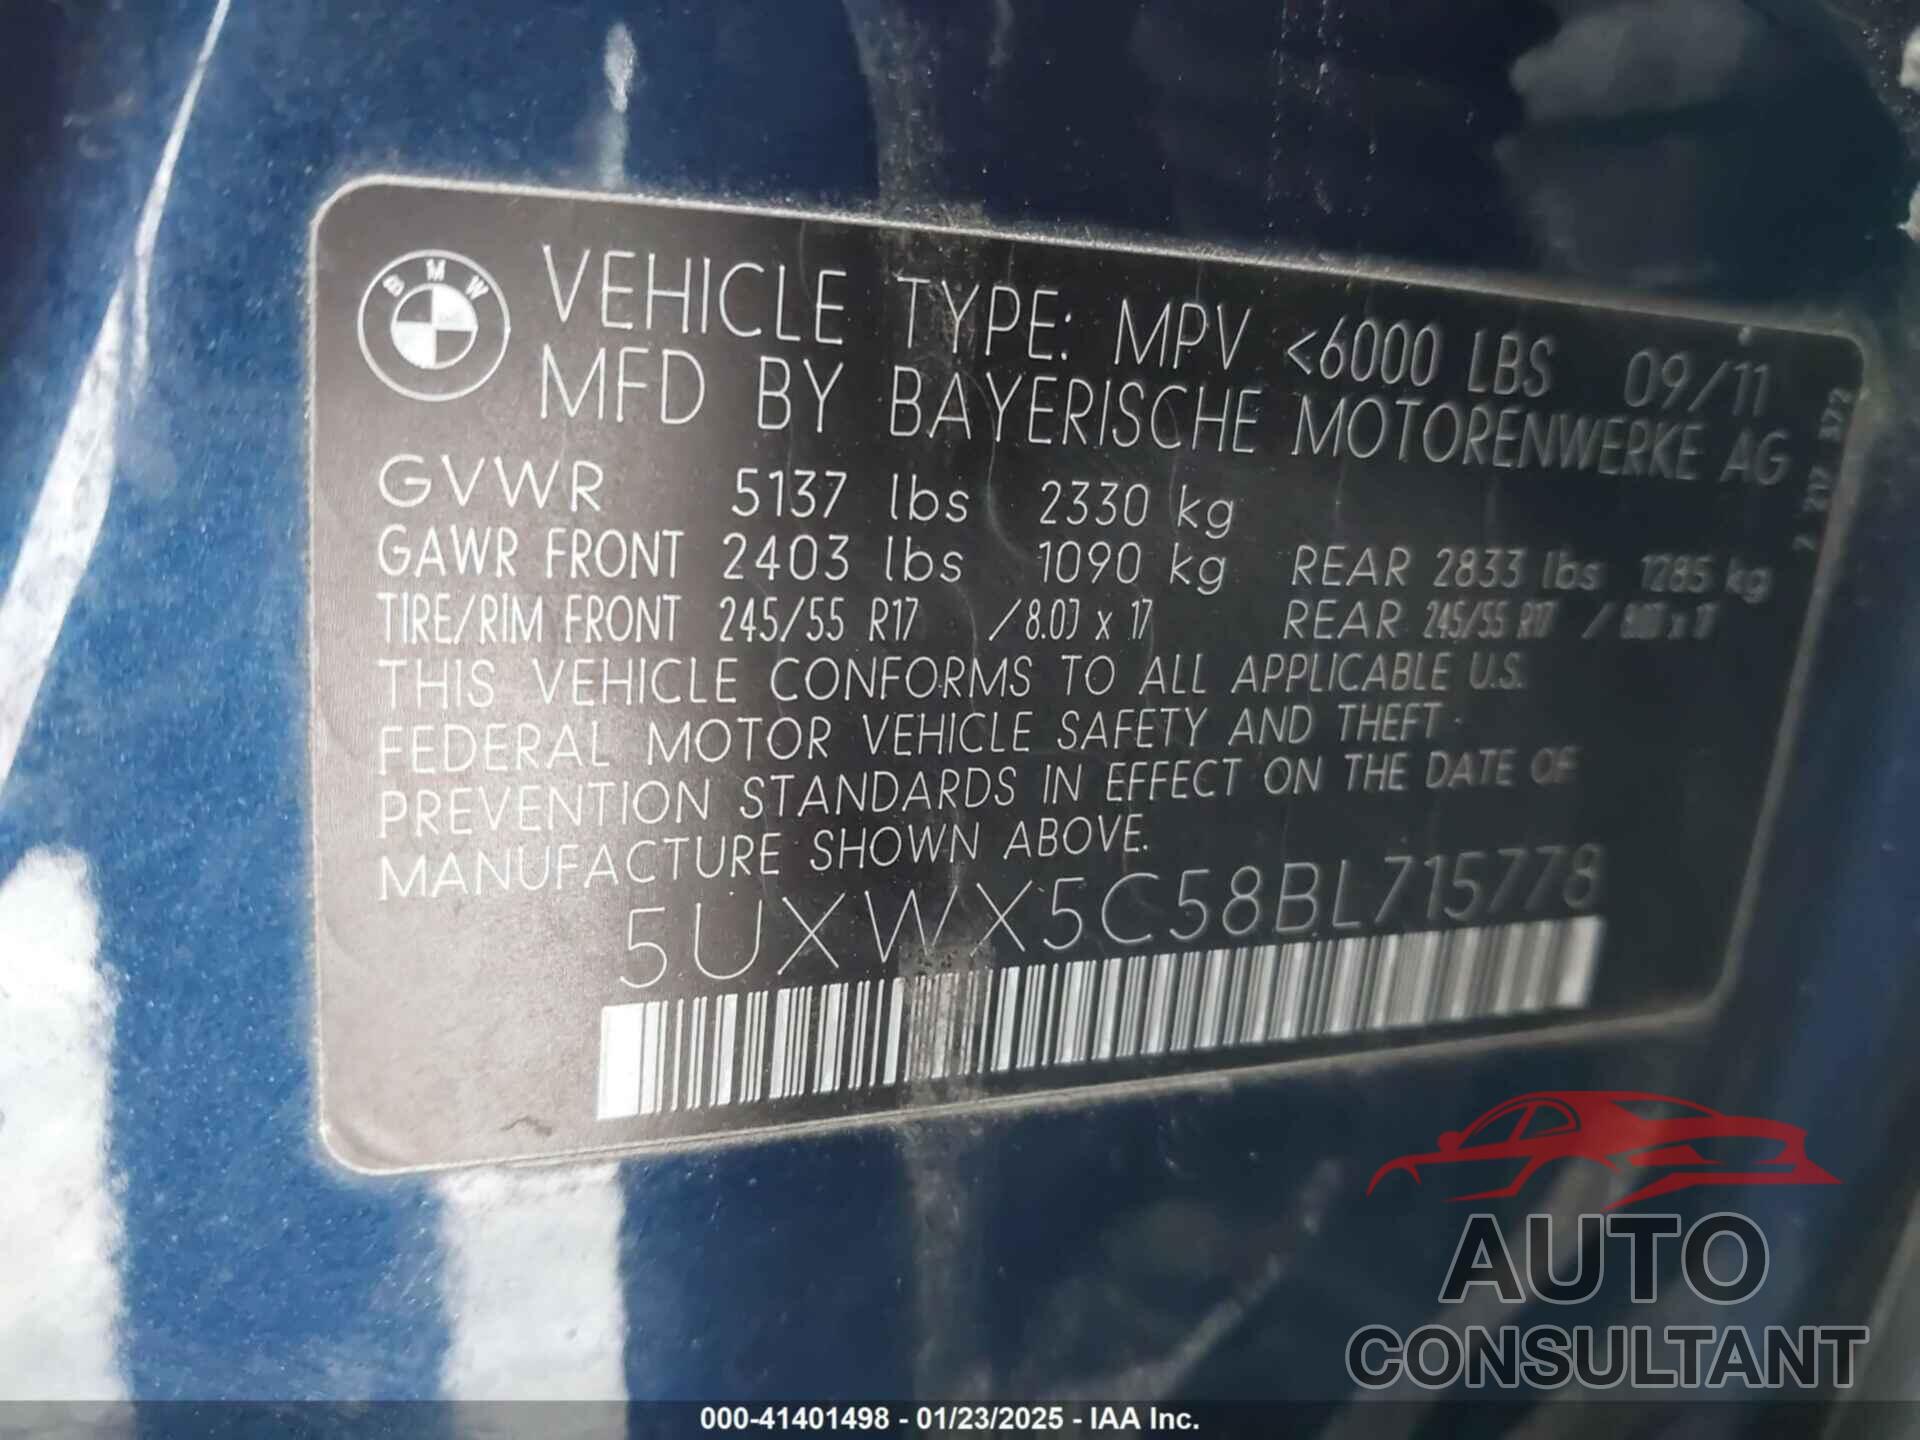 BMW
VEHICLE TYPE: MPV <6000 LBS 09/11
MFD BY BAYERISCHE MOTORENWERKE AG
GVWR 5137 lbs 2330 kg
GAWR FRONT 2403 lbs 1090 kg REAR 2833 lbs 1285 kg
TIRE/RIM FRONT 245/55 R17 /8.0J x 17 REAR 245/55 R17 / 8.0J x 17
THIS VEHICLE CONFORMS TO ALL APPLICABLE U.S.
FEDERAL MOTOR VEHICLE SAFETY AND THEFT
PREVENTION STANDARDS IN EFFECT ON THE DATE OF
MANUFACTURE SHOWN ABOVE.
5UXWX5C58BL715778
AUTO
CONSULTANT
000-41401498 - 01/23/2025 - IAA Inc.